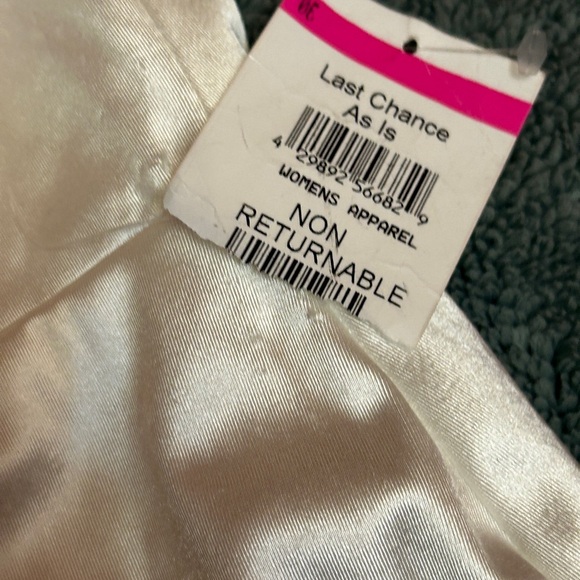 Last Chance
As Is
4 29892 56682 9
WOMENS APPAREL
NON
RETURNABLE